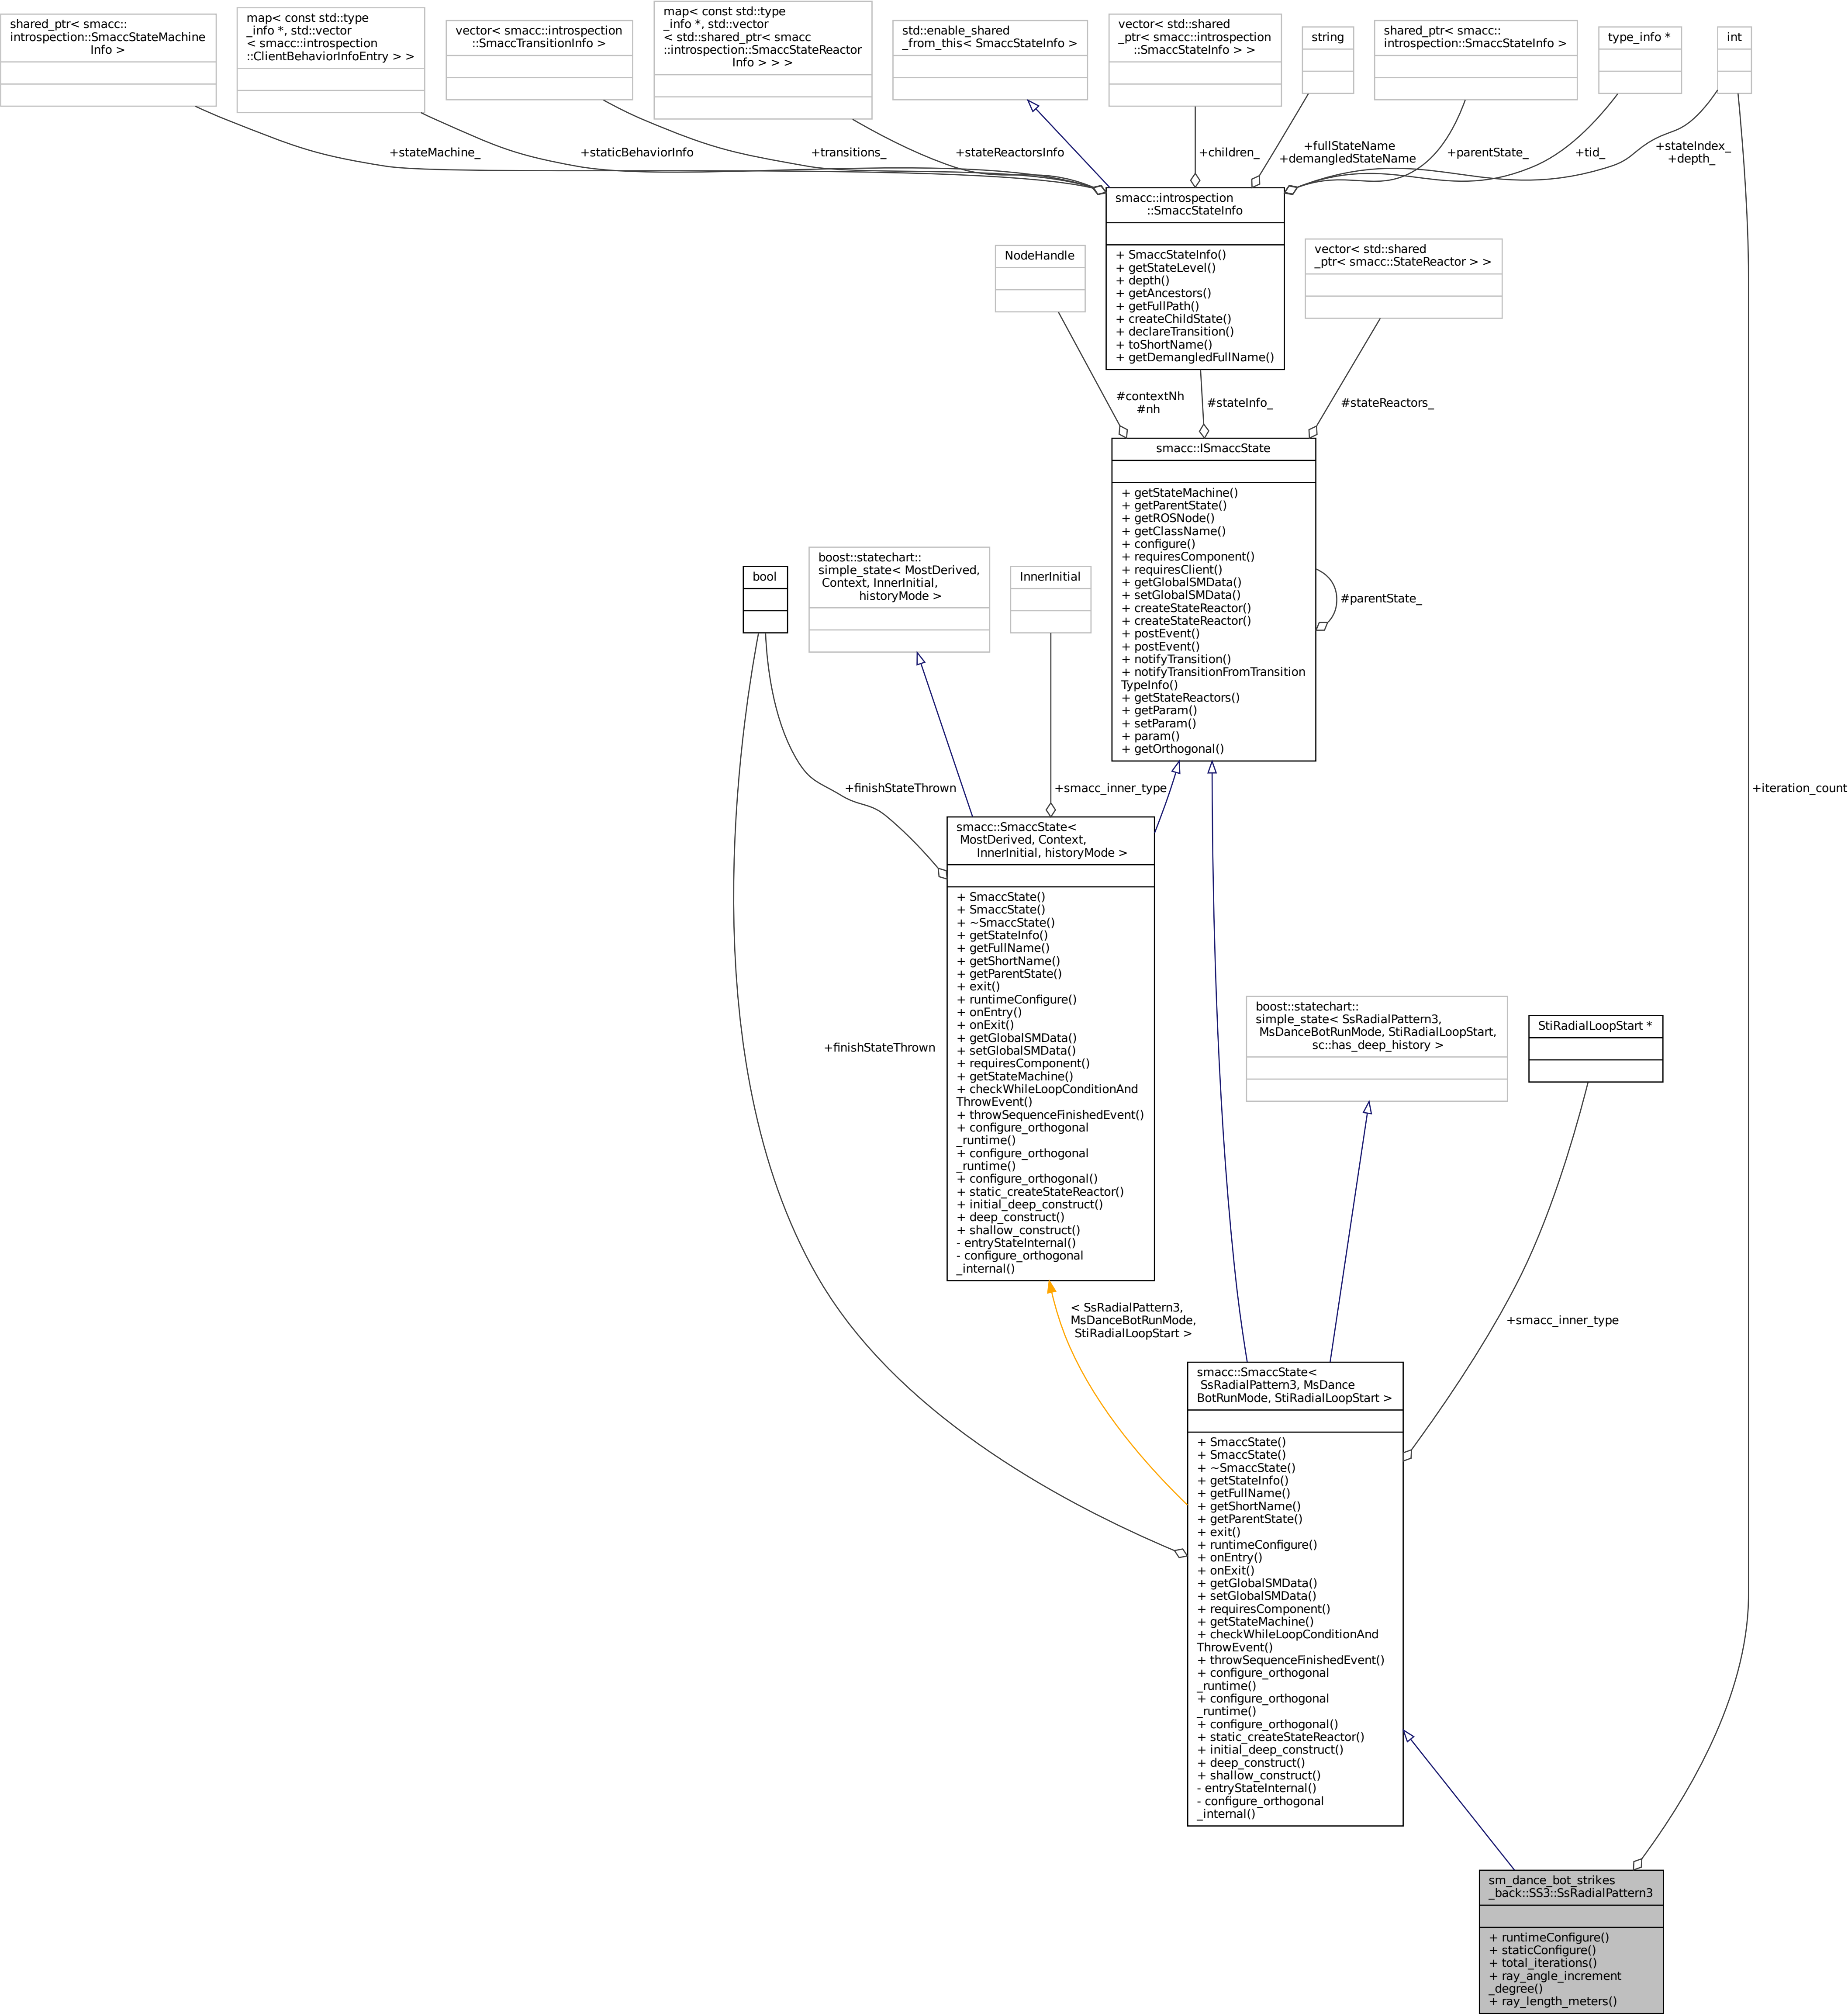 shared_ptr< smacc::
introspection::SmaccStateMachine
Info >
map< const std::type
_info *, std::vector
< smacc::introspection
::ClientBehaviorInfoEntry > >
vector< smacc::introspection
::SmaccTransitionInfo >
map< const std::type
_info *, std::vector
< std::shared_ptr< smacc
::introspection::SmaccStateReactor
Info > > >
std::enable_shared
_from_this< SmaccStateInfo >
vector< std::shared
_ptr< smacc::introspection
::SmaccStateInfo > >
string
shared_ptr< smacc::
introspection::SmaccStateInfo >
type_info *
int
+stateMachine_
+staticBehaviorInfo
+transitions_
+stateReactorsInfo
+children_
+fullStateName
+demangledStateName
+parentState_
+tid_
+stateIndex_
+depth_
smacc::introspection
::SmaccStateInfo
+ SmaccStateInfo()
+ getStateLevel()
+ depth()
+ getAncestors()
+ getFullPath()
+ createChildState()
+ declareTransition()
+ toShortName()
+ getDemangledFullName()
NodeHandle
vector< std::shared
_ptr< smacc::StateReactor > >
#contextNh
#nh
#stateInfo_
#stateReactors_
smacc::ISmaccState
+ getStateMachine()
+ getParentState()
+ getROSNode()
+ getClassName()
+ configure()
+ requiresComponent()
+ requiresClient()
+ getGlobalSMData()
+ setGlobalSMData()
+ createStateReactor()
+ createStateReactor()
+ postEvent()
+ postEvent()
+ notifyTransition()
+ notifyTransitionFromTransition
TypeInfo()
+ getStateReactors()
+ getParam()
+ setParam()
+ param()
+ getOrthogonal()
#parentState_
bool
boost::statechart::
simple_state< MostDerived,
Context, InnerInitial,
historyMode >
InnerInitial
+finishStateThrown
+smacc_inner_type
+iteration_count
smacc::SmaccState<
MostDerived, Context,
InnerInitial, historyMode >
+ SmaccState()
+ SmaccState()
+ ~SmaccState()
+ getStateInfo()
+ getFullName()
+ getShortName()
+ getParentState()
+ exit()
+ runtimeConfigure()
+ onEntry()
+ onExit()
+ getGlobalSMData()
+ setGlobalSMData()
+ requiresComponent()
+ getStateMachine()
+ checkWhileLoopConditionAnd
ThrowEvent()
+ throwSequenceFinishedEvent()
+ configure_orthogonal
_runtime()
+ configure_orthogonal
_runtime()
+ configure_orthogonal()
+ static_createStateReactor()
+ initial_deep_construct()
+ deep_construct()
+ shallow_construct()
- entryStateInternal()
- configure_orthogonal
_internal()
+finishStateThrown
boost::statechart::
simple_state< SsRadialPattern3,
MsDanceBotRunMode, StiRadialLoopStart,
sc::has_deep_history >
StiRadialLoopStart *
< SsRadialPattern3,
MsDanceBotRunMode,
StiRadialLoopStart >
+smacc_inner_type
smacc::SmaccState<
SsRadialPattern3, MsDance
BotRunMode, StiRadialLoopStart >
+ SmaccState()
+ SmaccState()
+ ~SmaccState()
+ getStateInfo()
+ getFullName()
+ getShortName()
+ getParentState()
+ exit()
+ runtimeConfigure()
+ onEntry()
+ onExit()
+ getGlobalSMData()
+ setGlobalSMData()
+ requiresComponent()
+ getStateMachine()
+ checkWhileLoopConditionAnd
ThrowEvent()
+ throwSequenceFinishedEvent()
+ configure_orthogonal
_runtime()
+ configure_orthogonal
_runtime()
+ configure_orthogonal()
+ static_createStateReactor()
+ initial_deep_construct()
+ deep_construct()
+ shallow_construct()
- entryStateInternal()
- configure_orthogonal
_internal()
sm_dance_bot_strikes
_back::SS3::SsRadialPattern3
+ runtimeConfigure()
+ staticConfigure()
+ total_iterations()
+ ray_angle_increment
_degree()
+ ray_length_meters()